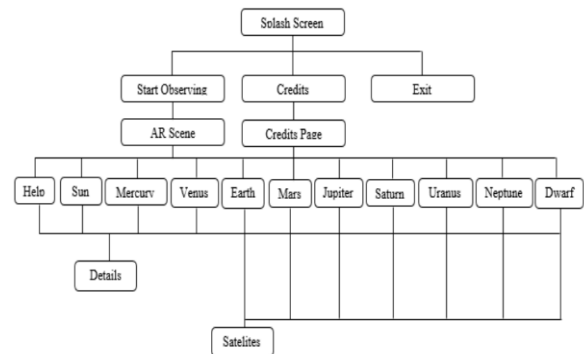 Splash Screen
Start Observing
Credits
Exit
AR Scene
Credits Page
Help
Sun
Mercury
Venus
Earth
Mars
Jupiter
Saturn
Uranus
Neptune
Dwarf
Details
Satelites